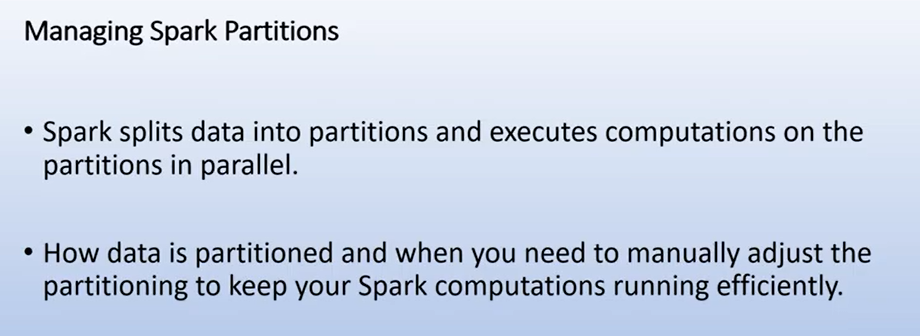 Managing Spark Partitions
• Spark splits data into partitions and executes computations on the
partitions in parallel.
• How data is partitioned and when you need to manually adjust the
partitioning to keep your Spark computations running efficiently.